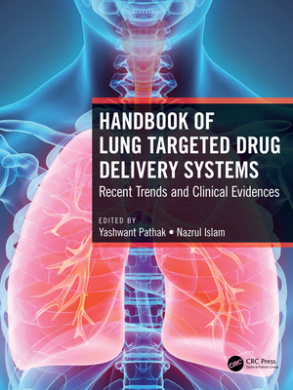 HANDBOOK OF
LUNG TARGETED DRUG
DELIVERY SYSTEMS
Recent Trends and Clinical Evidences
EDITED BY
Yashwant Pathak • Nazrul Islam
CRC
CRC Press
Taylor & Francis Group